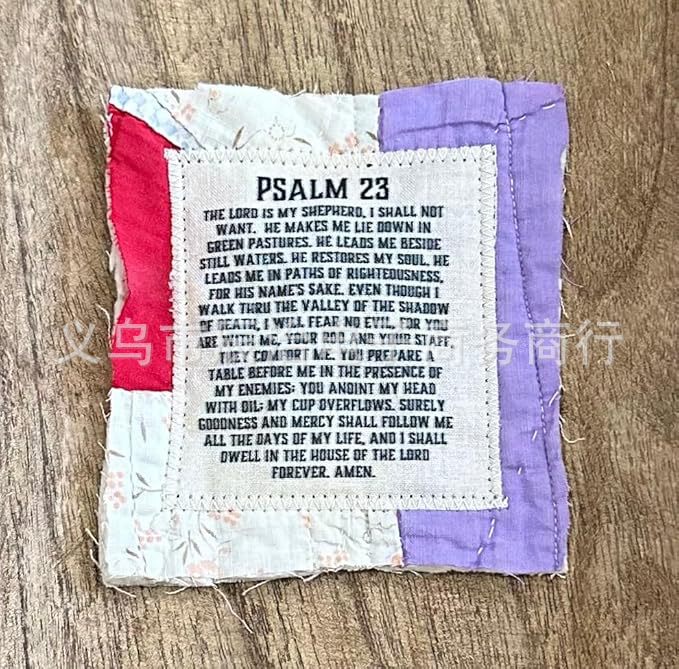 PSALM 23
THE LORD IS MY SHEPHERD, I SHALL NOT
WANT. HE MAKES ME LIE DOWN IN
GREEN PASTURES. HE LEADS ME BESIDE
STILL WATERS. HE RESTORES MY SOUL. HE
LEADS ME IN PATHS OF RIGHTEOUSNESS,
FOR HIS NAME'S SAKE. EVEN THOUGH I
WALK THRU THE VALLEY OF THE SHADOW
OF DEATH, I WILL FEAR NO EVIL, FOR YOU
ARE WITH ME, YOUR ROD AND YOUR STAFF,
THEY COMFORT ME. YOU PREPARE A
TABLE BEFORE ME IN THE PRESENCE OF
MY ENEMIES; YOU ANOINT MY HEAD
WITH OIL; MY CUP OVERFLOWS. SURELY
GOODNESS AND MERCY SHALL FOLLOW ME
ALL THE DAYS OF MY LIFE, AND I SHALL
DWELL IN THE HOUSE OF THE LORD
FOREVER. AMEN.
义乌市 商务商行